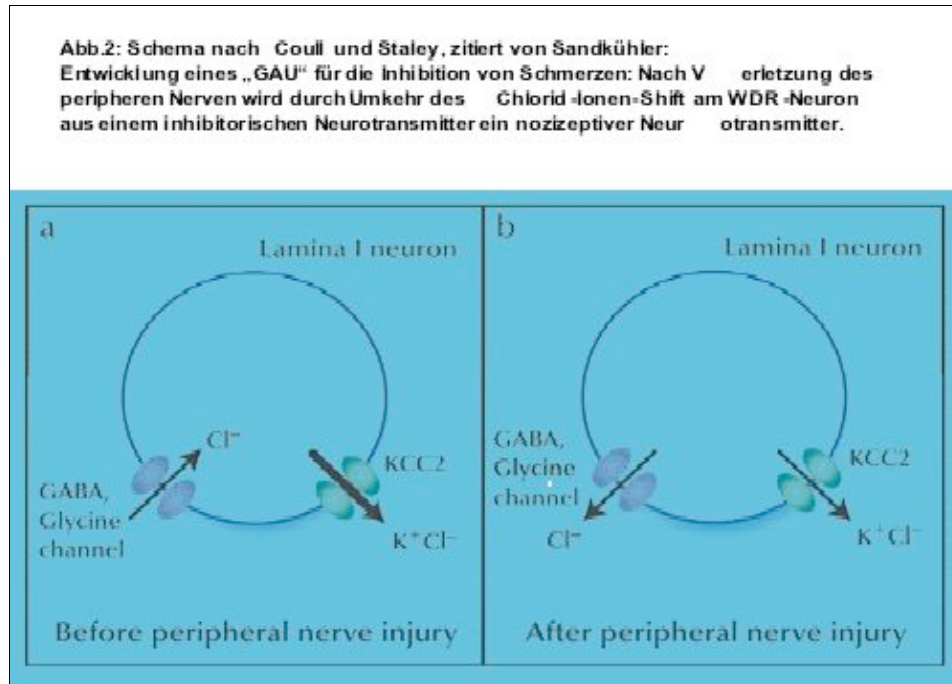 Abb.2: Schema nach Coull und Staley, zitiert von Sandkühler:
Entwicklung eines „GAU“ für die Inhibition von Schmerzen: Nach V erletzung des
peripheren Nerven wird durch Umkehr des Chlorid-Ionen-Shift am WDR-Neuron
aus einem inhibitorischen Neurotransmitter ein nozizeptiver Neur otransmitter.
a
Lamina I neuron
Cl⁻
KCC2
GABA,
Glycine
channel
K⁺Cl⁻
Before peripheral nerve injury
b
Lamina I neuron
GABA,
Glycine
channel
KCC2
Cl⁻
K⁺Cl⁻
After peripheral nerve injury